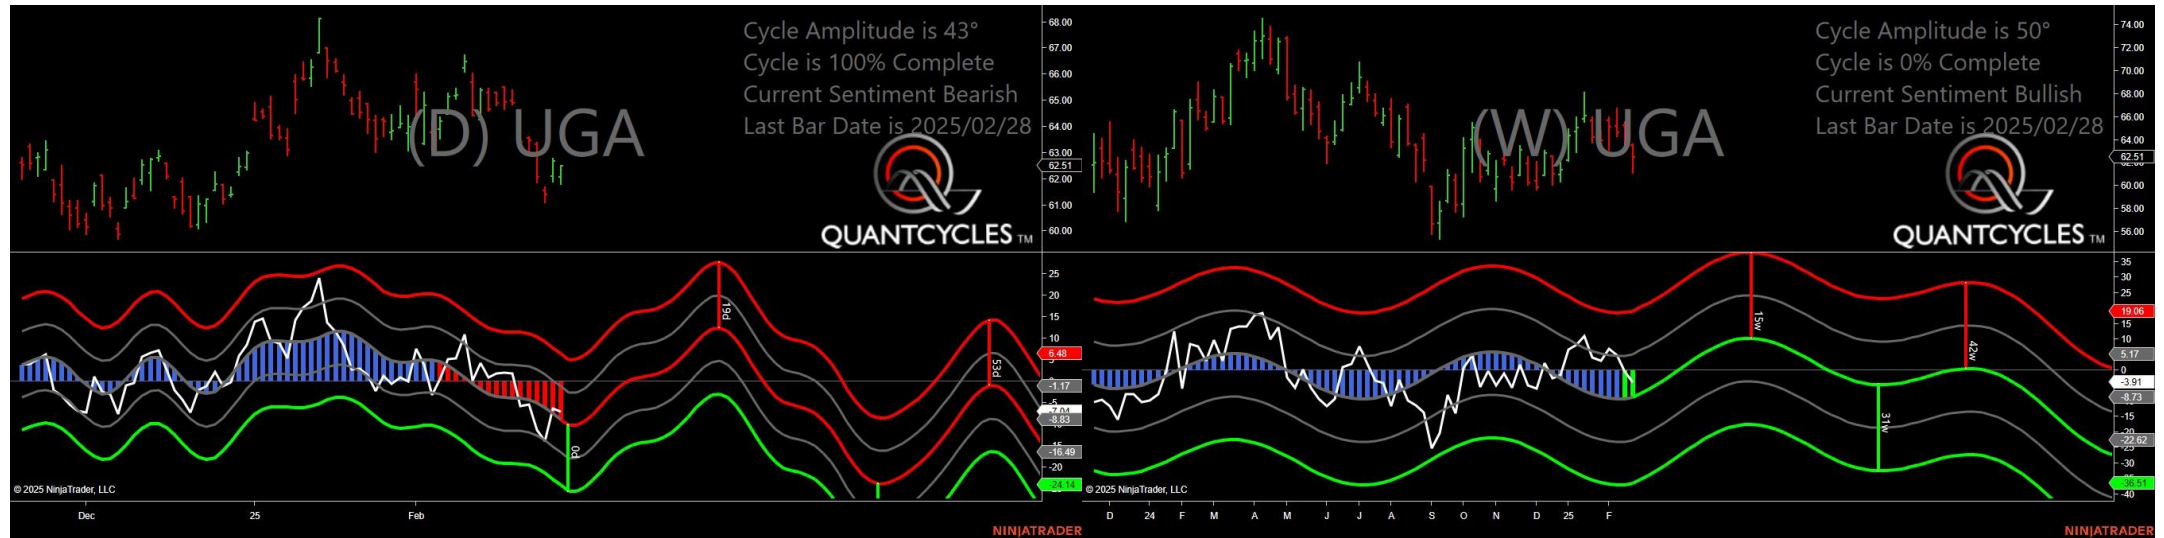 Cycle Amplitude is 43°
Cycle is 100% Complete
Current Sentiment Bearish
Last Bar Date is 2025/02/28
(D) UGA
QUANTCYCLES TM
68.00
67.00
66.00
65.00
64.00
63.00
62.51
62.00
61.00
60.00
19d
53d
0d
25
20
15
10
6.48
-1.17
-5
-7.04
-8.83
-16.49
-20
-24.14
© 2025 NinjaTrader, LLC
Dec
25
Feb
NINJATRADER
Cycle Amplitude is 50°
Cycle is 0% Complete
Current Sentiment Bullish
Last Bar Date is 2025/02/28
(W) UGA
QUANTCYCLES TM
74.00
72.00
70.00
68.00
66.00
64.00
62.51
60.00
58.00
56.00
15w
42w
31w
35
30
25
19.06
15
10
5.17
0
-3.91
-8.73
-15
-22.62
-25
-30
-36.51
-40
© 2025 NinjaTrader, LLC
D
24
F
M
A
M
J
J
A
S
O
N
D
25
F
NINJATRADER